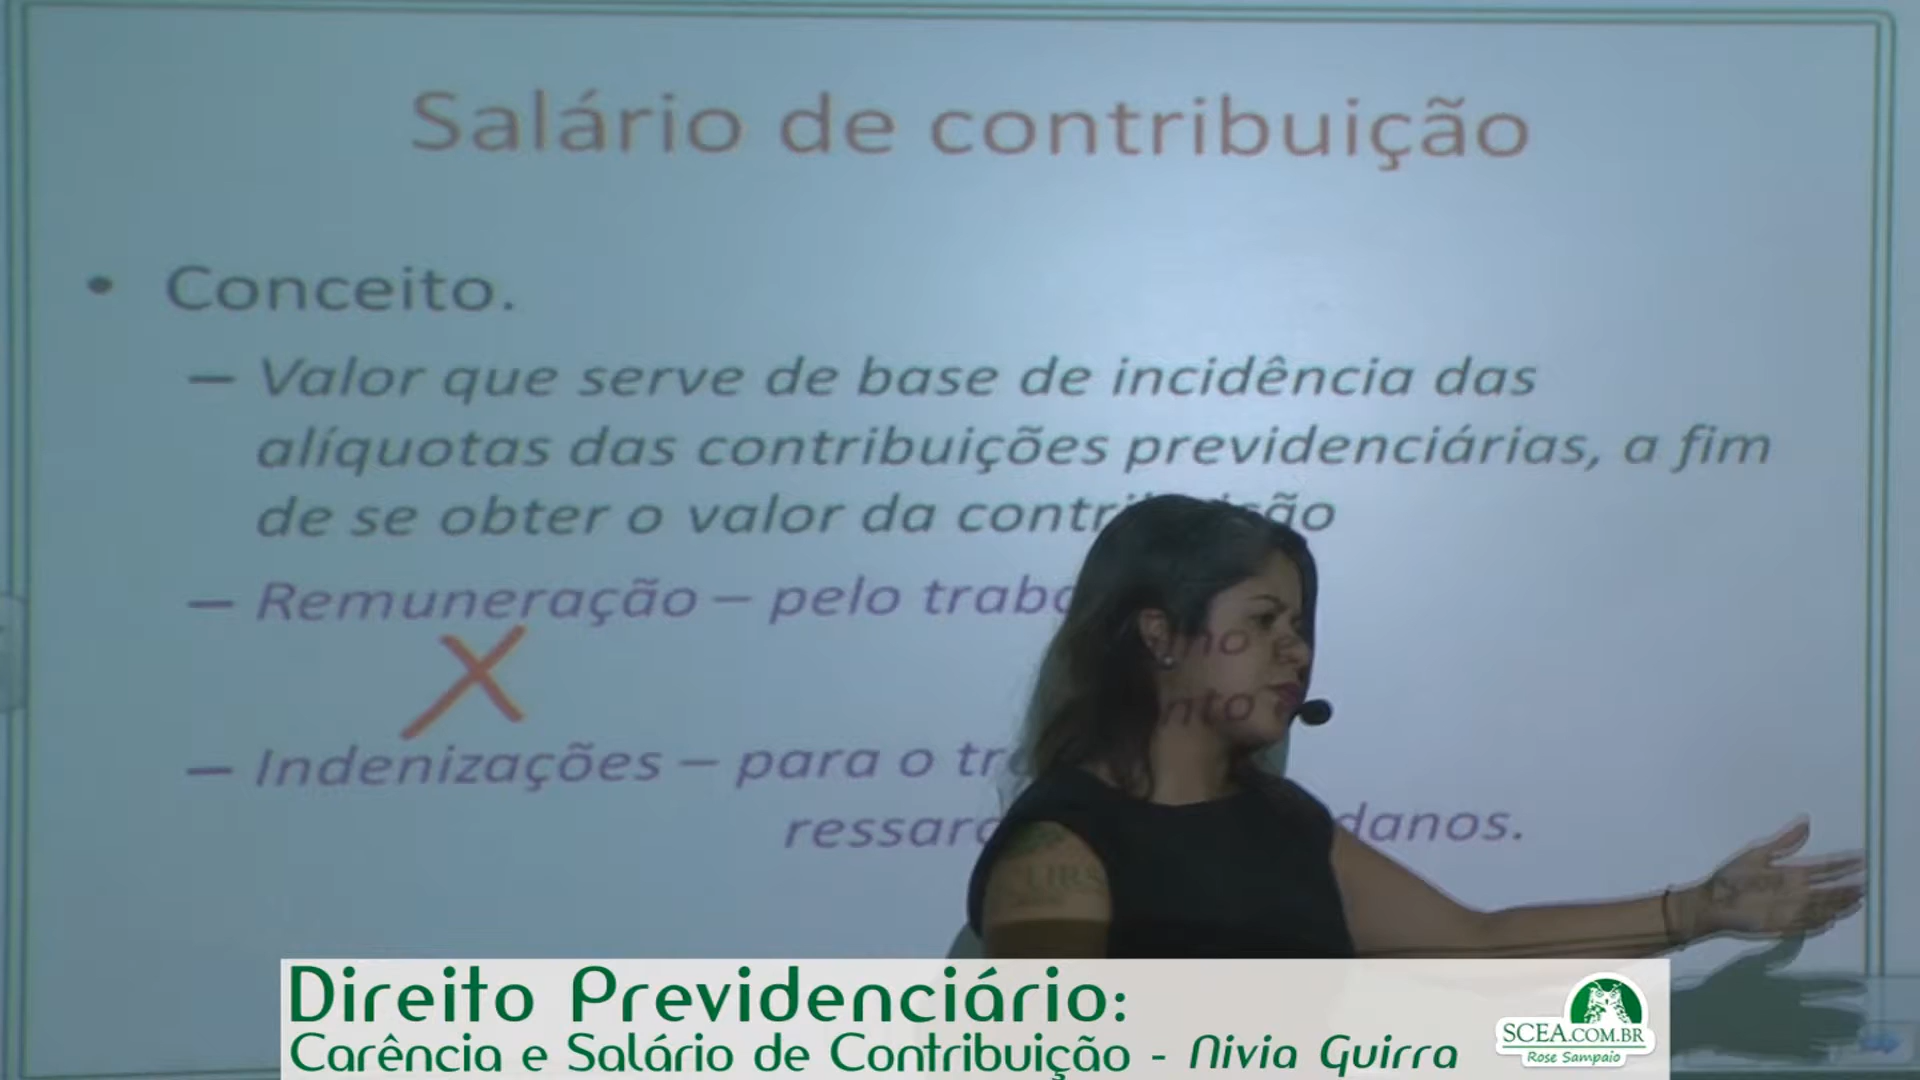 Salário de contribuição
• Conceito.
– Valor que serve de base de incidência das
alíquotas das contribuições previdenciárias, a fim
de se obter o valor da contribuição
– Remuneração – pelo
X
– Indenizações – para o
danos.
Direito Previdenciário:
Carência e Salário de Contribuição - Nivia Guirra
SCEA.COM.BR
Rose Sampaio